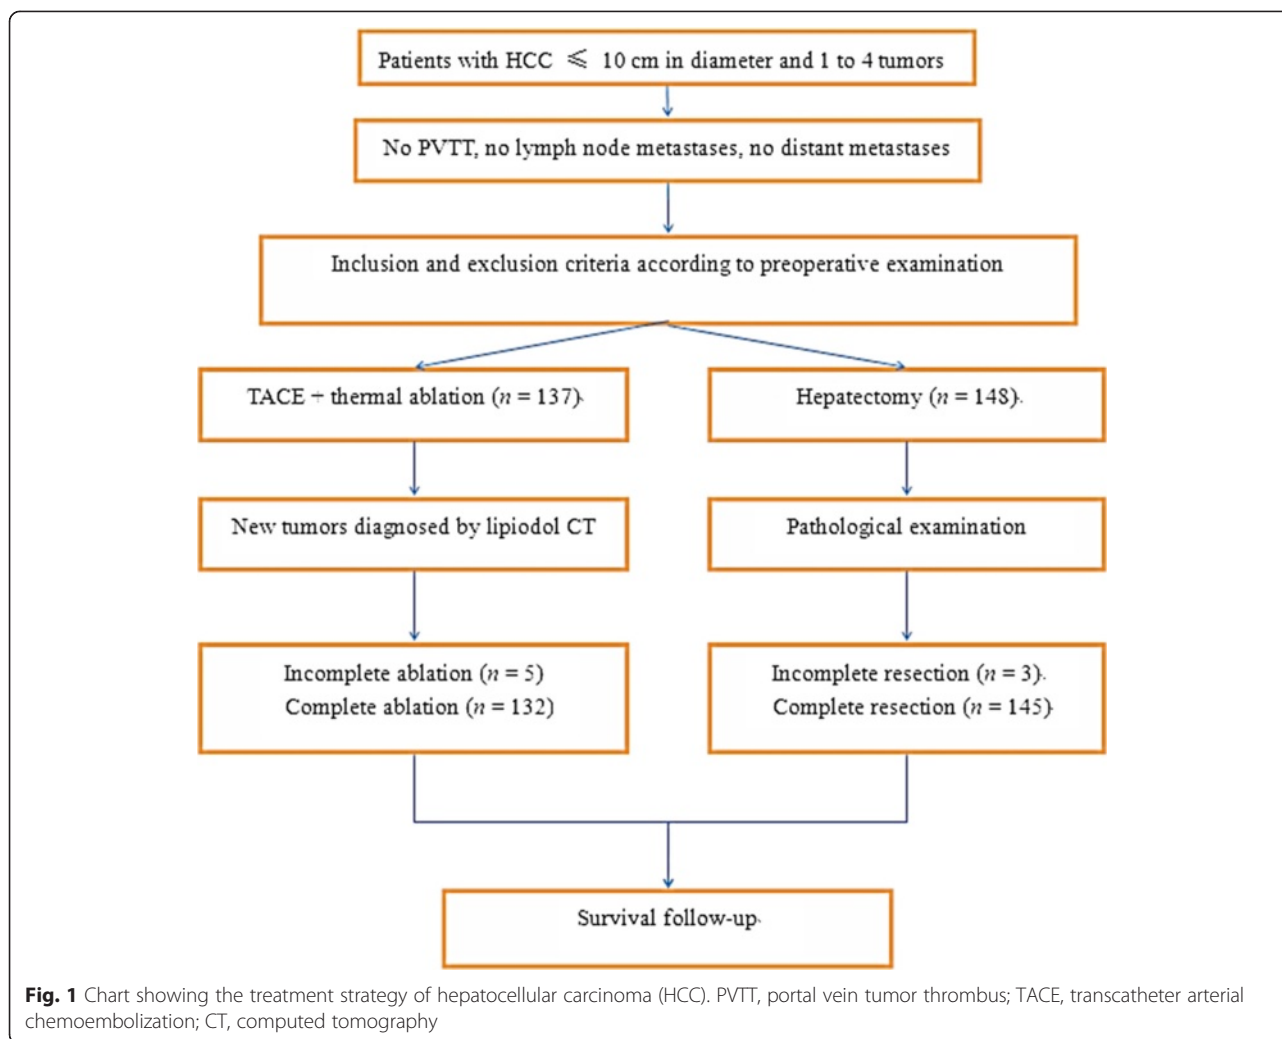 Patients with HCC ⩽ 10 cm in diameter and 1 to 4 tumors
No PVTT, no lymph node metastases, no distant metastases
Inclusion and exclusion criteria according to preoperative examination
TACE + thermal ablation (n = 137)
Hepatectomy (n = 148)
New tumors diagnosed by lipiodol CT
Pathological examination
Incomplete ablation (n = 5)
Complete ablation (n = 132)
Incomplete resection (n = 3)
Complete resection (n = 145)
Survival follow-up
Fig. 1 Chart showing the treatment strategy of hepatocellular carcinoma (HCC). PVTT, portal vein tumor thrombus; TACE, transcatheter arterial
chemoembolization; CT, computed tomography